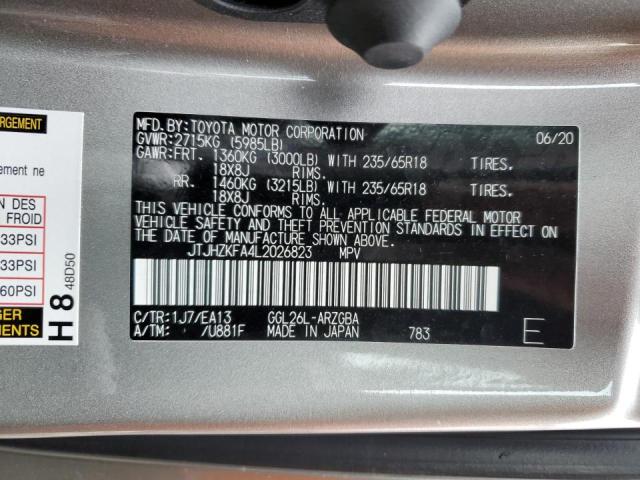 ARGEMENT
ement ne
N DES
FROID
33PSI
33PSI
60PSI
GER
EMENTS
H 8 48D50
MFD.BY:TOYOTA MOTOR CORPORATION 06/20
GVWR:2715KG (5985LB)
GAWR:FRT. 1360KG (3000LB) WITH 235/65R18 TIRES.
18X8J RIMS.
RR. 1460KG (3215LB) WITH 235/65R18 TIRES.
18X8J RIMS.
THIS VEHICLE CONFORMS TO ALL APPLICABLE FEDERAL MOTOR
VEHICLE SAFETY AND THEFT PREVENTION STANDARDS IN EFFECT ON
THE DATE OF MANUFACTURE SHOWN ABOVE.
JTJHZKFA4L2026823 MPV
C/TR:1J7/EA13 GGL26L-ARZGBA
A/TM: /U881F MADE IN JAPAN 783
E